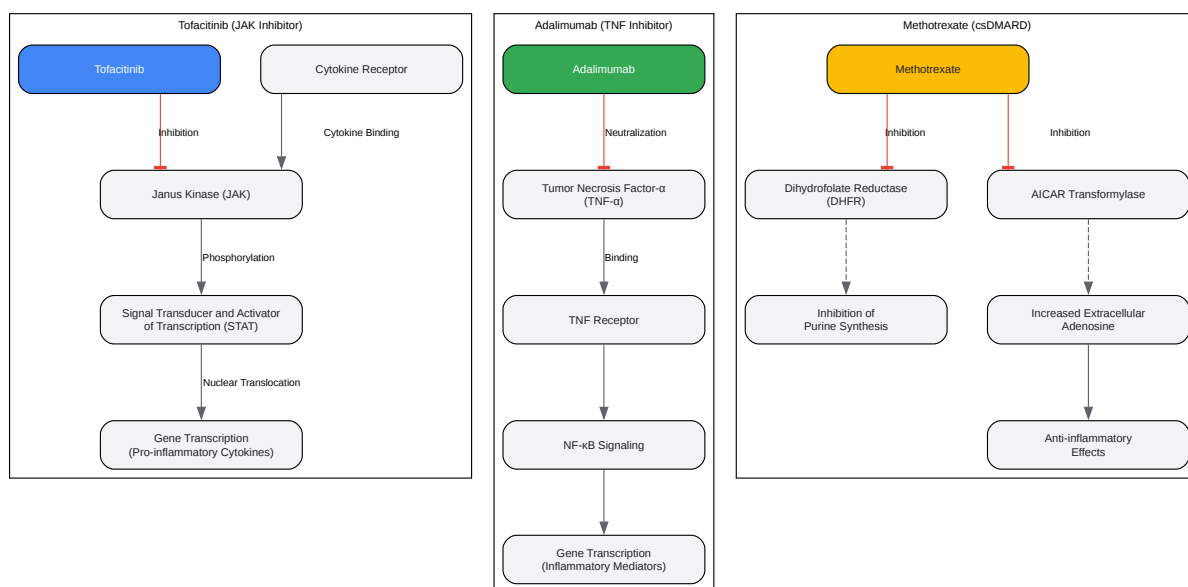 Tofacitinib (JAK Inhibitor)
Tofacitinib
Cytokine Receptor
Inhibition
Cytokine Binding
Janus Kinase (JAK)
Phosphorylation
Signal Transducer and Activator
of Transcription (STAT)
Nuclear Translocation
Gene Transcription
(Pro-inflammatory Cytokines)
Adalimumab (TNF Inhibitor)
Adalimumab
Neutralization
Tumor Necrosis Factor-α
(TNF-α)
Binding
TNF Receptor
NF-κB Signaling
Gene Transcription
(Inflammatory Mediators)
Methotrexate (csDMARD)
Methotrexate
Inhibition
Inhibition
Dihydrofolate Reductase
(DHFR)
AICAR Transformylase
Inhibition of
Purine Synthesis
Increased Extracellular
Adenosine
Anti-inflammatory
Effects